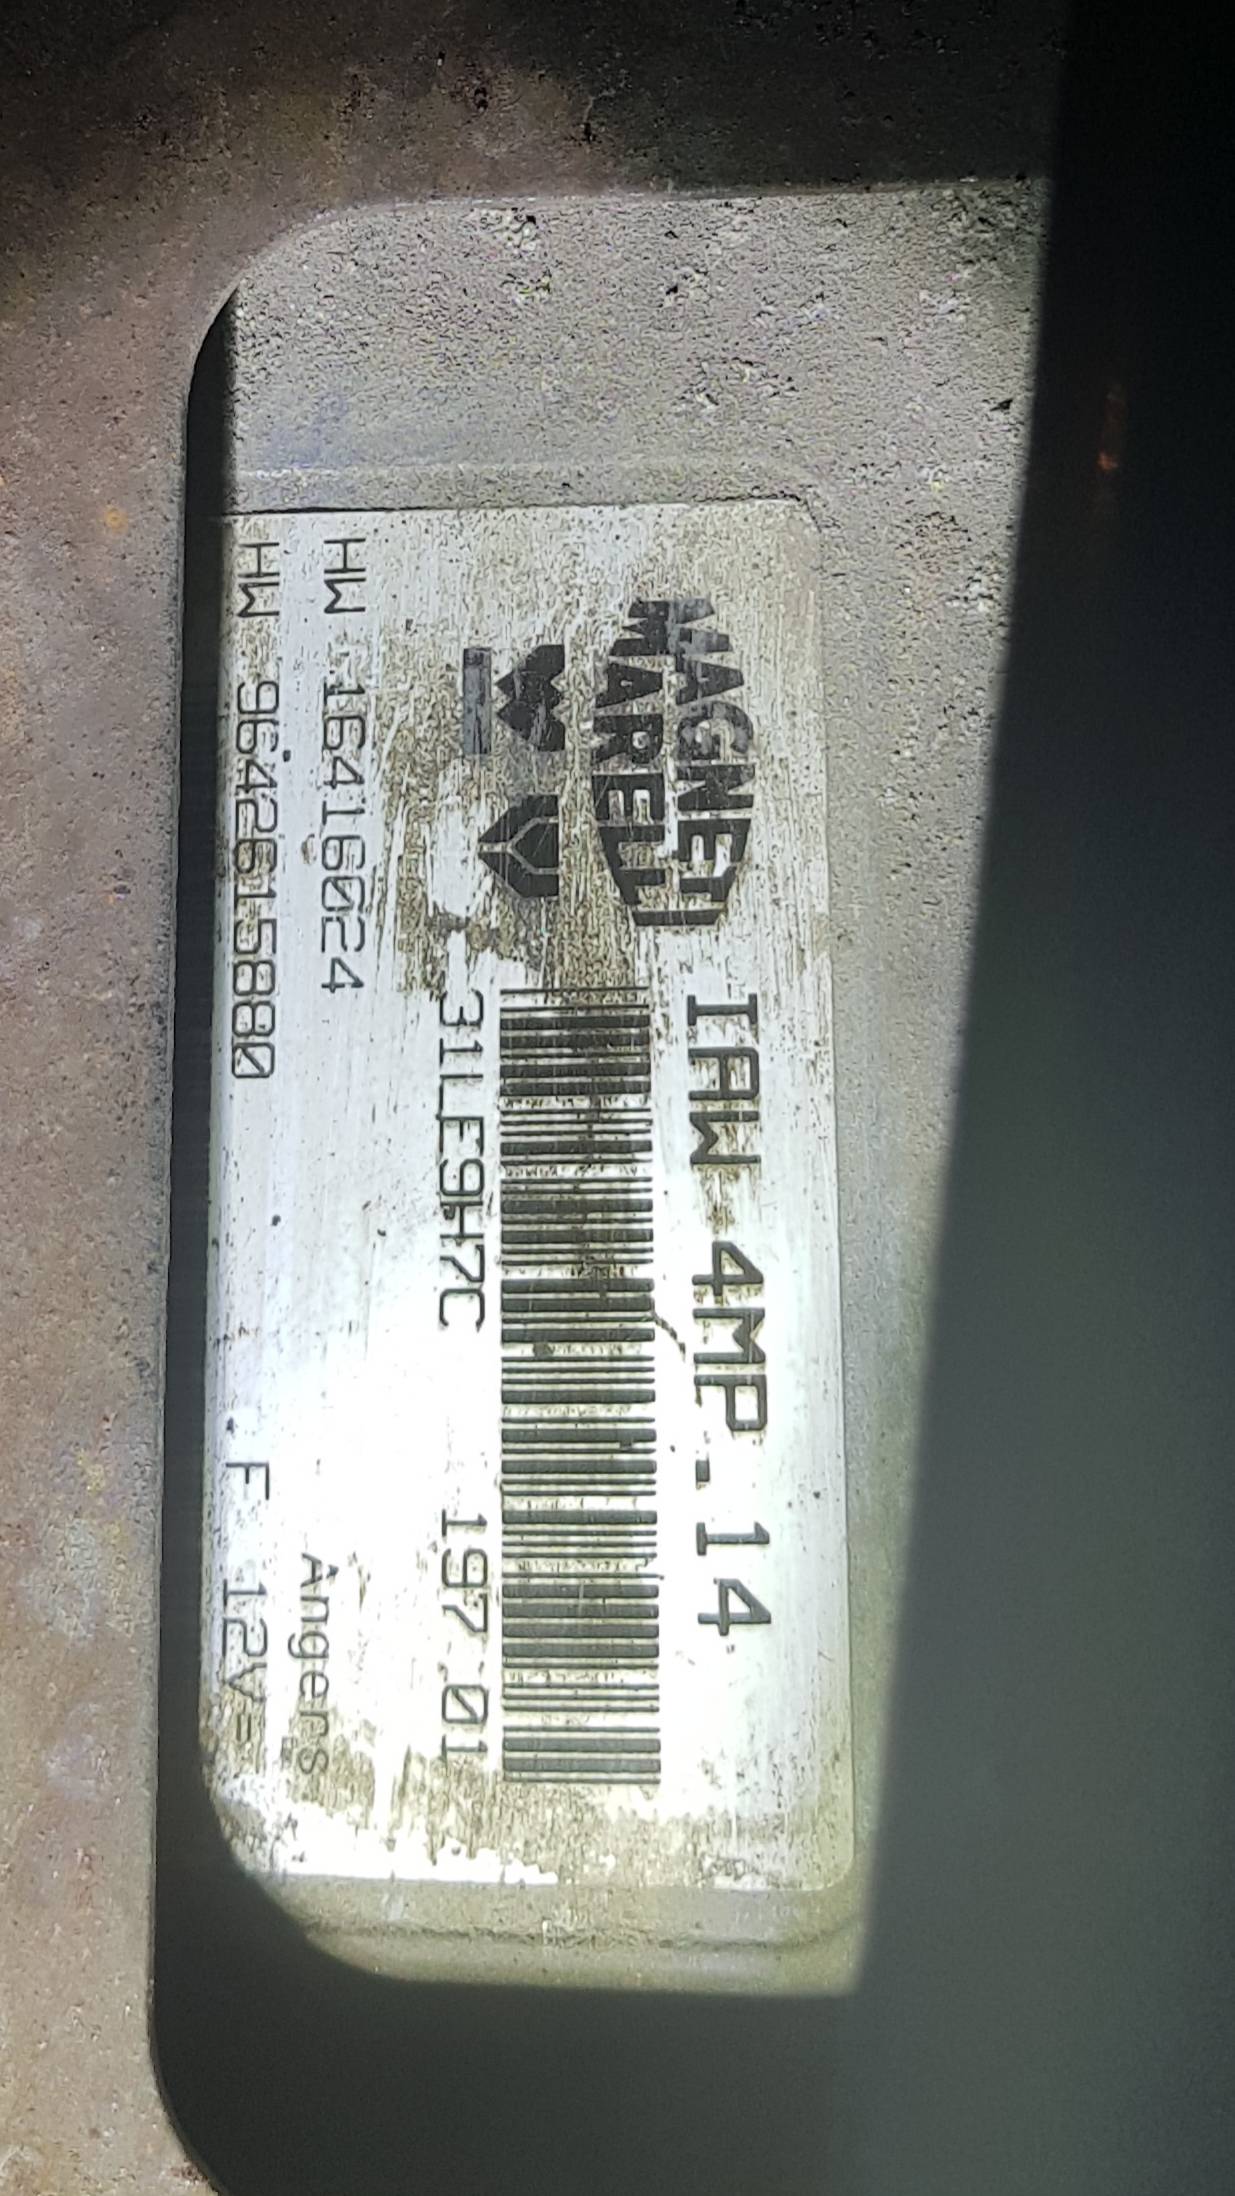 MAGNETI
MARELLI
IAW 4MP.14
31LE9H7C 197.01
HW 16416024
Angers
HW 9642615880 F 12V=